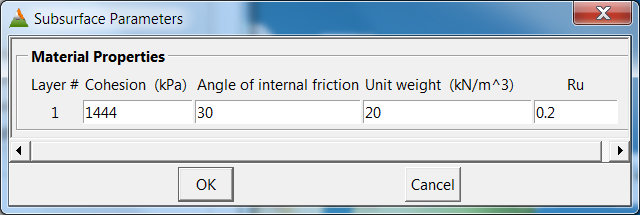 Subsurface Parameters
Material Properties
Layer # Cohesion (kPa) Angle of internal friction Unit weight (kN/m^3) Ru
1 1444 30 20 0.2
OK Cancel